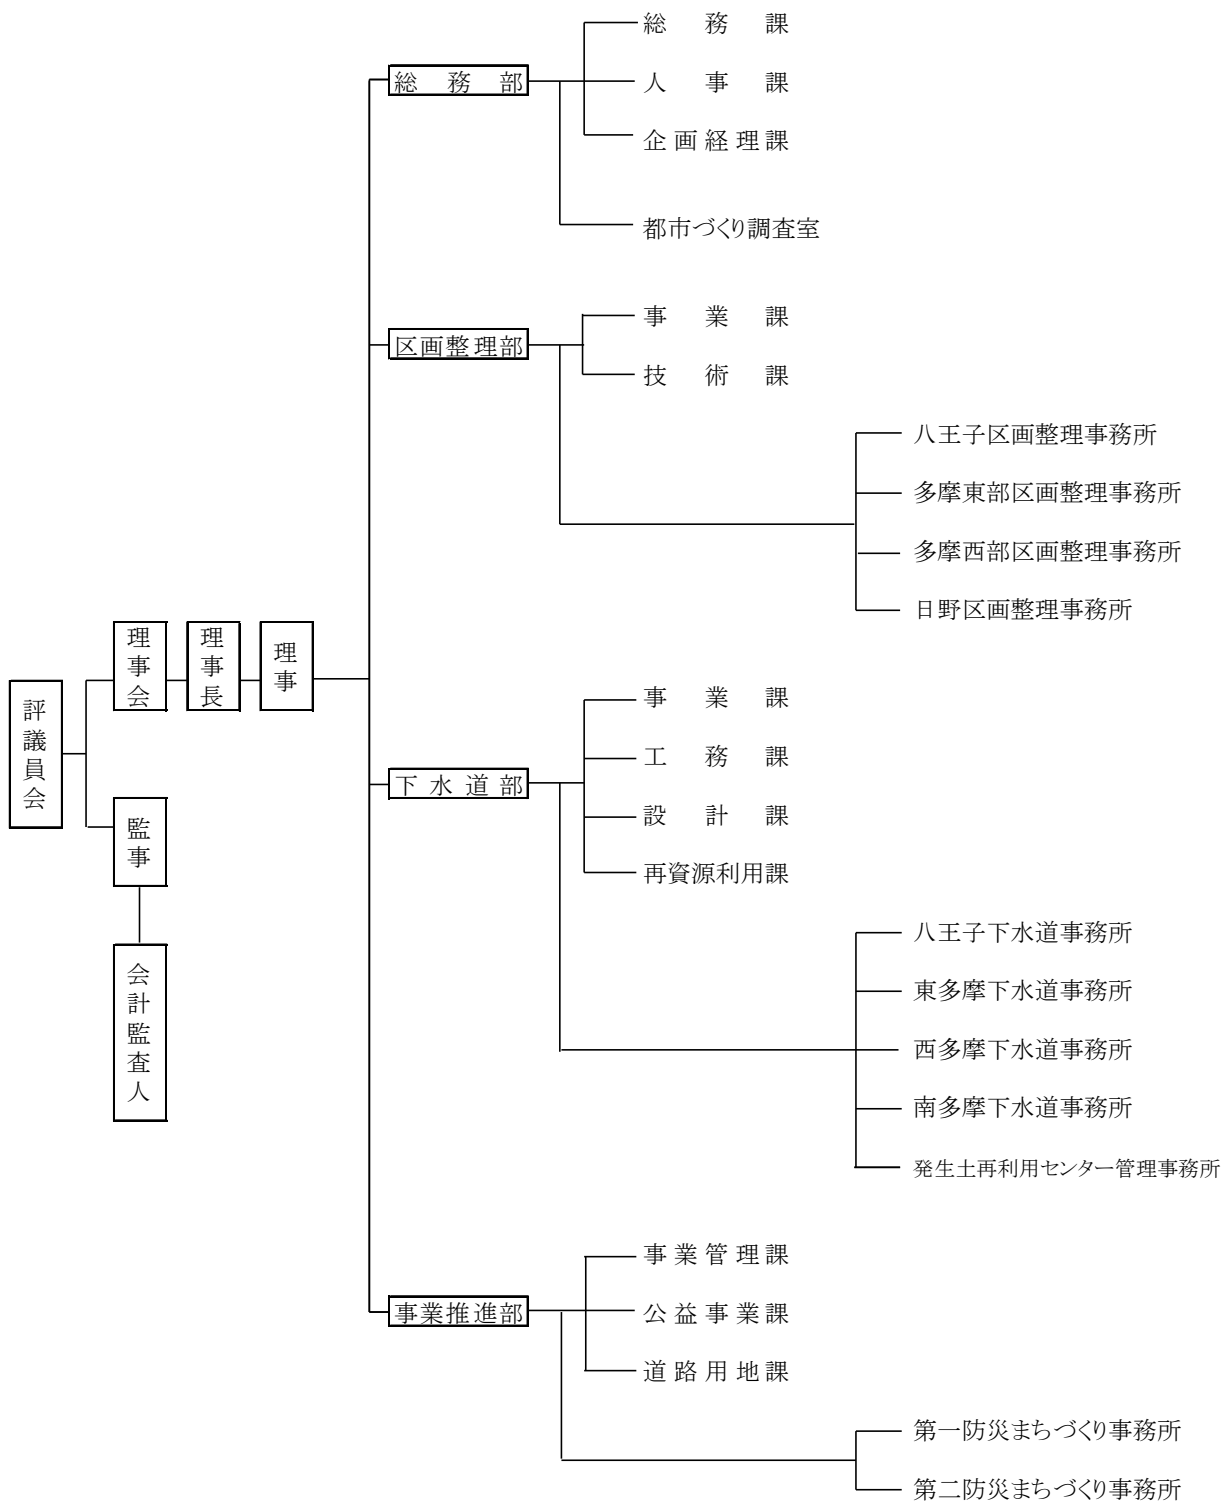 総務課
総務部
人事課
企画経理課
都市づくり調査室
事業課
区画整理部
技術課
八王子区画整理事務所
多摩東部区画整理事務所
多摩西部区画整理事務所
日野区画整理事務所
評議員会
理事会
理事長
理事
監事
会計監査人
事業課
工務課
下水道部
設計課
再資源利用課
八王子下水道事務所
東多摩下水道事務所
西多摩下水道事務所
南多摩下水道事務所
発生土再利用センター管理事務所
事業管理課
事業推進部
公益事業課
道路用地課
第一防災まちづくり事務所
第二防災まちづくり事務所